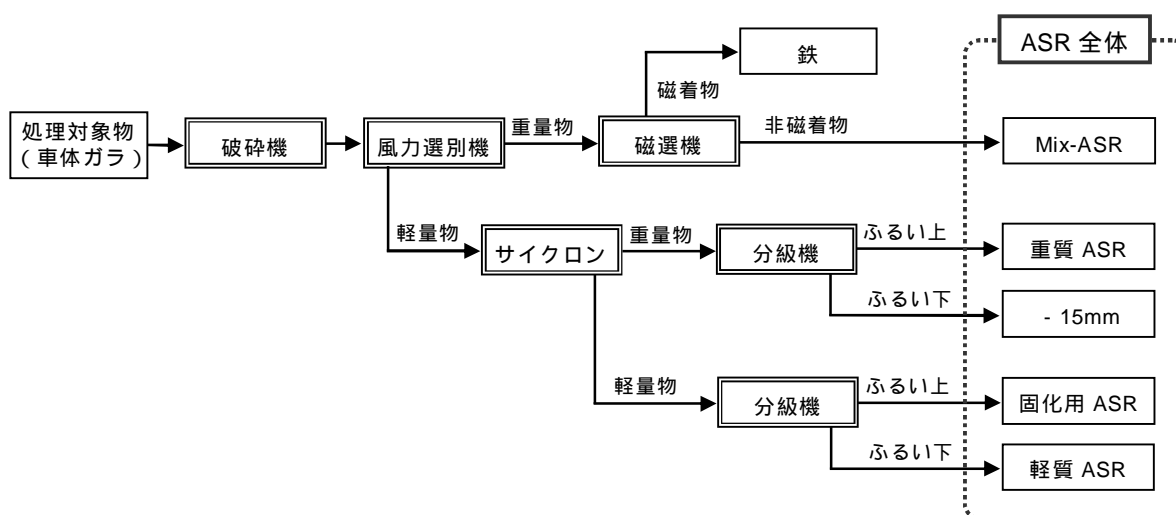 ASR 全体
鉄
磁着物
処理対象物
（車体ガラ）
破砕機
風力選別機
重量物
磁選機
非磁着物
Mix-ASR
軽量物
サイクロン
重量物
分級機
ふるい上
重質 ASR
ふるい下
- 15mm
軽量物
分級機
ふるい上
固化用 ASR
ふるい下
軽質 ASR